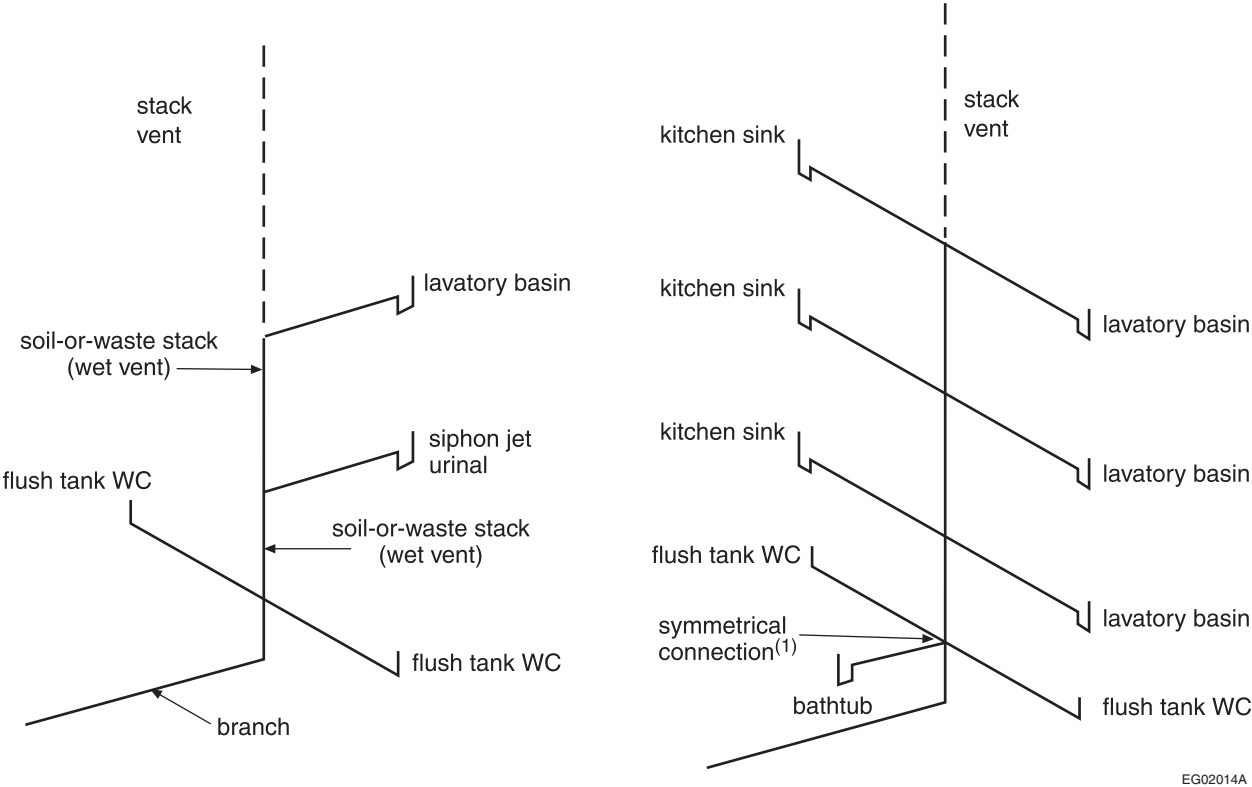 stack
vent
lavatory basin
soil-or-waste stack
(wet vent)
siphon jet
urinal
flush tank WC
soil-or-waste stack
(wet vent)
flush tank WC
branch
stack
vent
kitchen sink
lavatory basin
kitchen sink
lavatory basin
kitchen sink
lavatory basin
flush tank WC
symmetrical
connection(1)
bathtub
flush tank WC
EG02014A